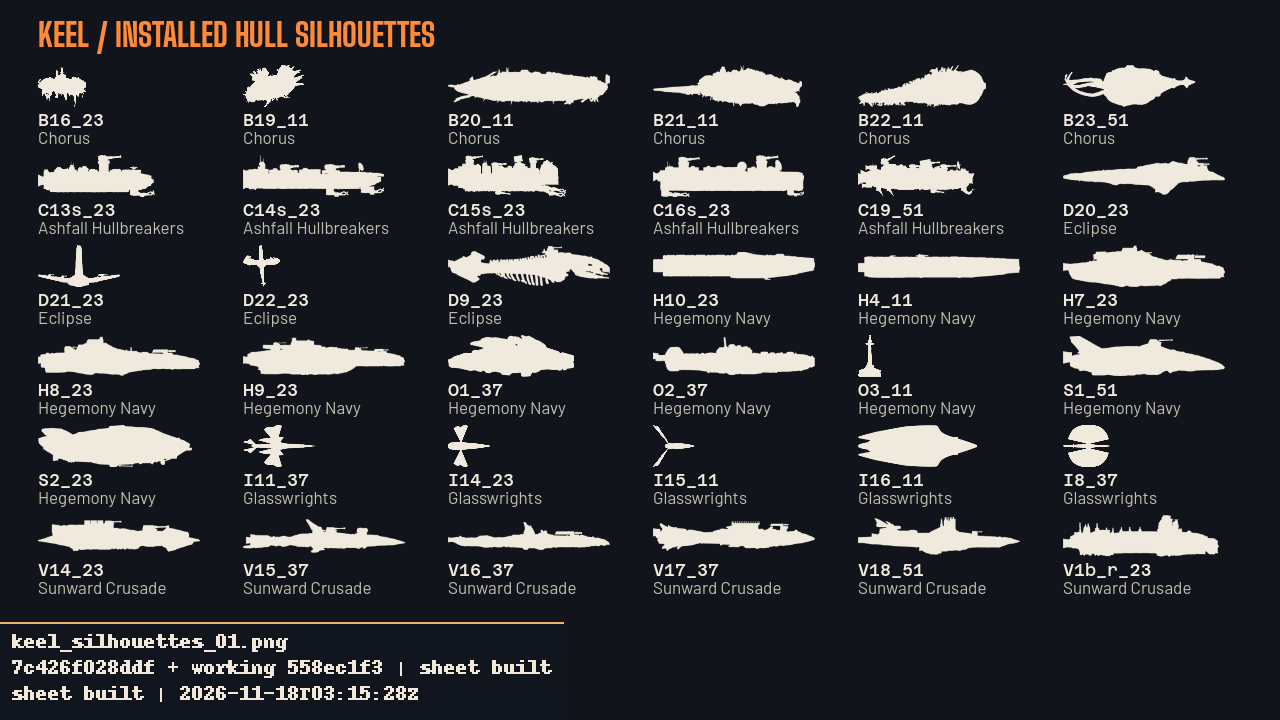 KEEL / INSTALLED HULL SILHOUETTES
B16_23 B19_11 B20_11 B21_11 B22_11 B23_51
Chorus Chorus Chorus Chorus Chorus Chorus
C13s_23 C14s_23 C15s_23 C16s_23 C19_51 D20_23
Ashfall Hullbreakers Ashfall Hullbreakers Ashfall Hullbreakers Ashfall Hullbreakers Ashfall Hullbreakers Eclipse
D21_23 D22_23 D9_23 H10_23 H4_11 H7_23
Eclipse Eclipse Eclipse Hegemony Navy Hegemony Navy Hegemony Navy
H8_23 H9_23 O1_37 O2_37 O3_11 S1_51
Hegemony Navy Hegemony Navy Hegemony Navy Hegemony Navy Hegemony Navy Hegemony Navy
S2_23 I11_37 I14_23 I15_11 I16_11 I8_37
Hegemony Navy Glasswrights Glasswrights Glasswrights Glasswrights Glasswrights
V14_23 V15_37 V16_37 V17_37 V18_51 V1b_r_23
Sunward Crusade Sunward Crusade Sunward Crusade Sunward Crusade Sunward Crusade Sunward Crusade
keel_silhouettes_01.png
7c426f028ddf + working 558ec1f3 | sheet built
sheet built | 2026-11-18T03:15:28Z